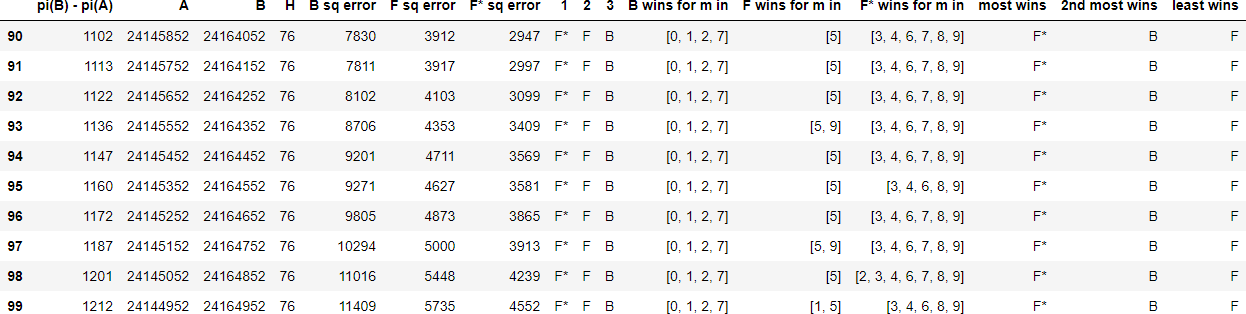 pi(B) - pi(A) A B H B sq error F sq error F* sq error 1 2 3 B wins for m in F wins for m in F* wins for m in most wins 2nd most wins least wins
90 1102 24145852 24164052 76 7830 3912 2947 F* F B [0, 1, 2, 7] [5] [3, 4, 6, 7, 8, 9] F* B F
91 1113 24145752 24164152 76 7811 3917 2997 F* F B [0, 1, 2, 7] [5] [3, 4, 6, 7, 8, 9] F* B F
92 1122 24145652 24164252 76 8102 4103 3099 F* F B [0, 1, 2, 7] [5] [3, 4, 6, 7, 8, 9] F* B F
93 1136 24145552 24164352 76 8706 4353 3409 F* F B [0, 1, 2, 7] [5, 9] [3, 4, 6, 7, 8, 9] F* B F
94 1147 24145452 24164452 76 9201 4711 3569 F* F B [0, 1, 2, 7] [5] [3, 4, 6, 7, 8, 9] F* B F
95 1160 24145352 24164552 76 9271 4627 3581 F* F B [0, 1, 2, 7] [5] [3, 4, 6, 8, 9] F* B F
96 1172 24145252 24164652 76 9805 4873 3865 F* F B [0, 1, 2, 7] [5] [3, 4, 6, 7, 8, 9] F* B F
97 1187 24145152 24164752 76 10294 5000 3913 F* F B [0, 1, 2, 7] [5, 9] [3, 4, 6, 7, 8, 9] F* B F
98 1201 24145052 24164852 76 11016 5448 4239 F* F B [0, 1, 2, 7] [5] [2, 3, 4, 6, 7, 8, 9] F* B F
99 1212 24144952 24164952 76 11409 5735 4552 F* F B [0, 1, 2, 7] [1, 5] [3, 4, 6, 8, 9] F* B F